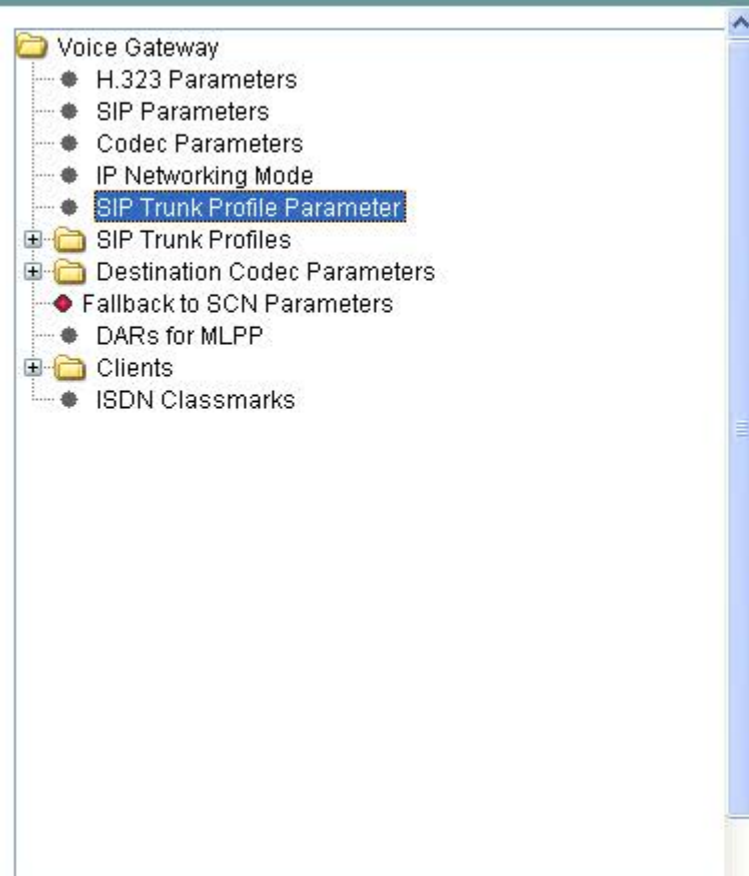 Voice Gateway
H.323 Parameters
SIP Parameters
Codec Parameters
IP Networking Mode
SIP Trunk Profile Parameter
SIP Trunk Profiles
Destination Codec Parameters
Fallback to SCN Parameters
DARs for MLPP
Clients
ISDN Classmarks